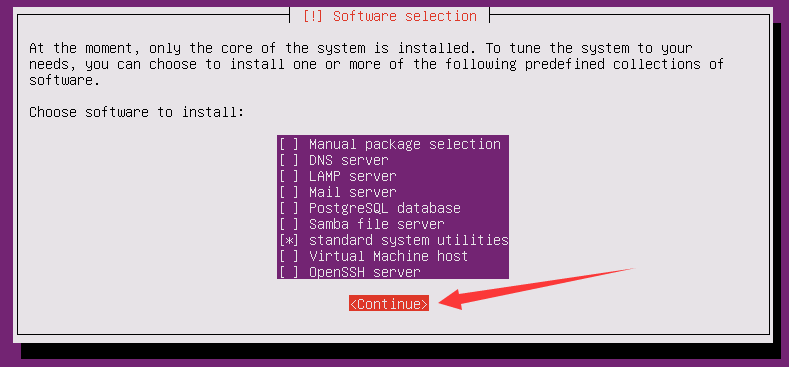 [!] Software selection
At the moment, only the core of the system is installed. To tune the system to your
needs, you can choose to install one or more of the following predefined collections of
software.
Choose software to install:
[ ] Manual package selection
[ ] DNS server
[ ] LAMP server
[ ] Mail server
[ ] PostgreSQL database
[ ] Samba file server
[*] standard system utilities
[ ] Virtual Machine host
[ ] OpenSSH server
<Continue>